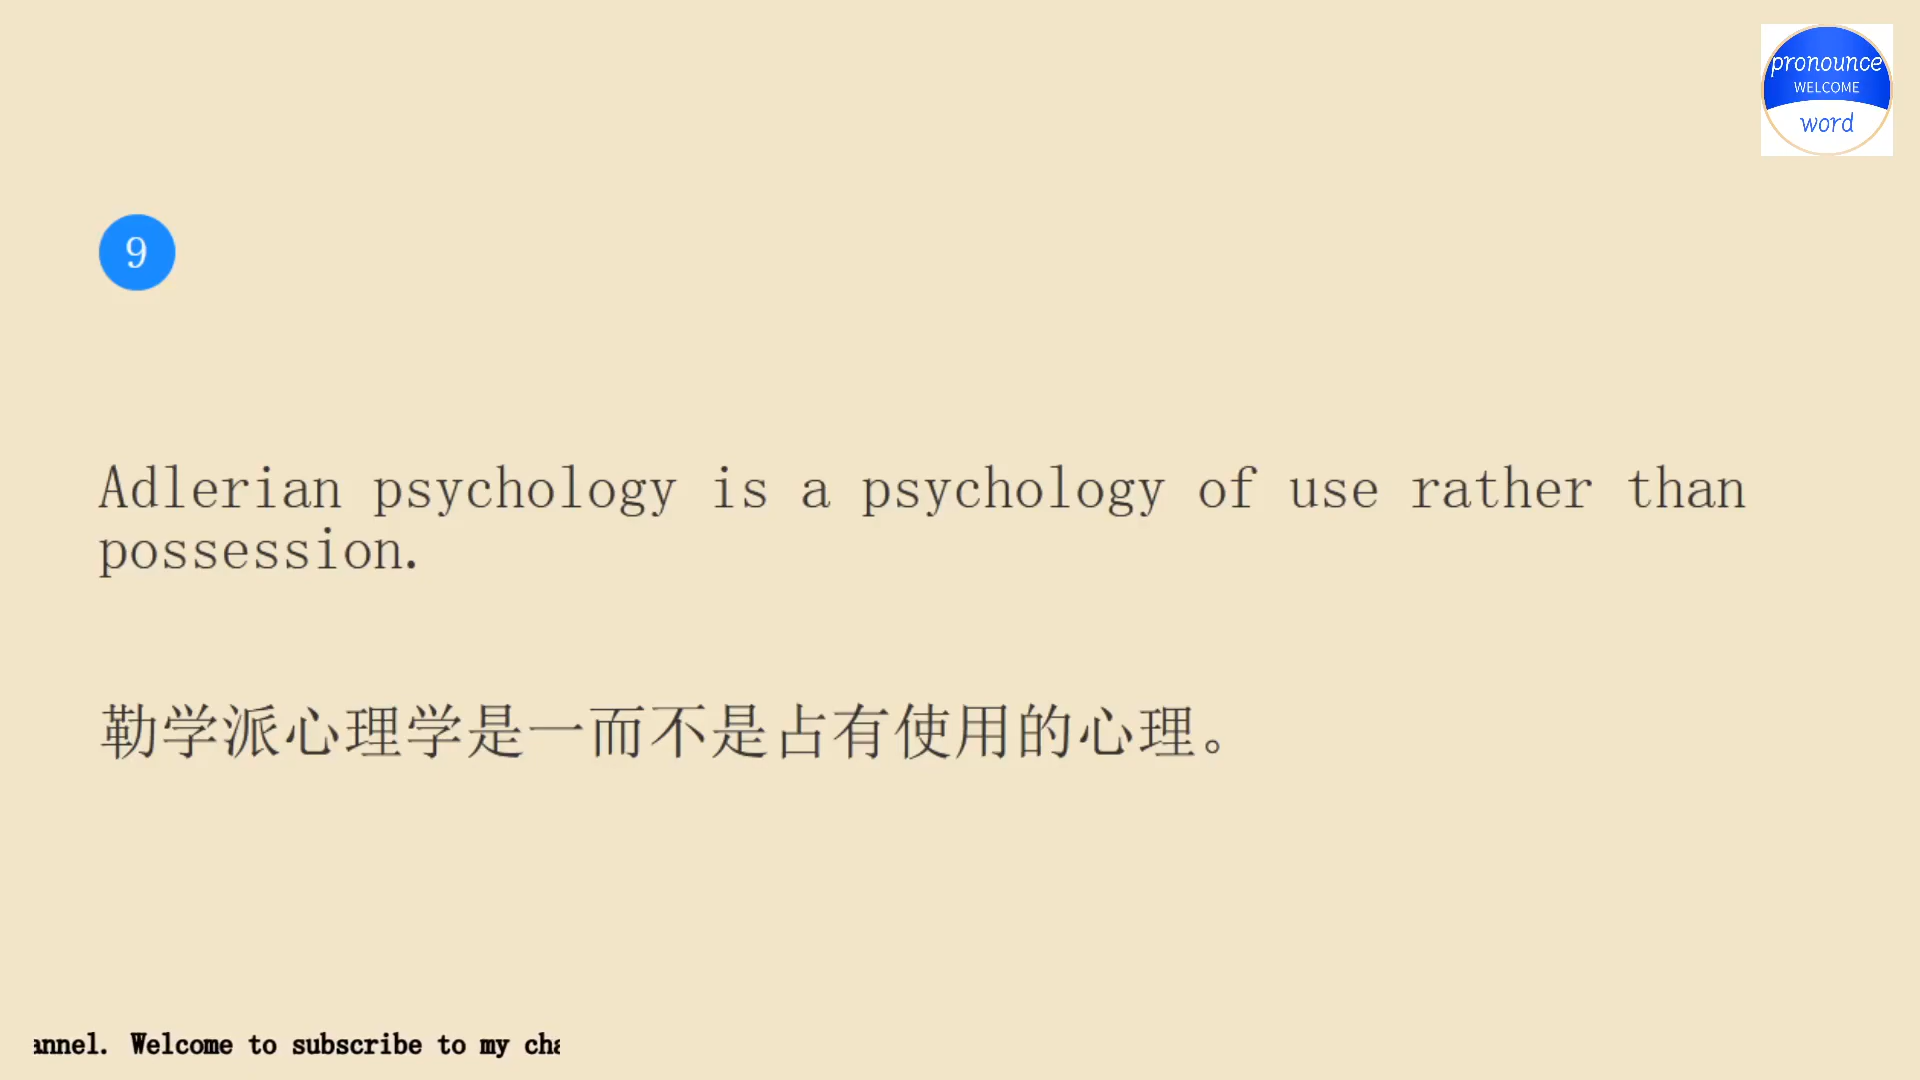 pronounce
WELCOME
word
9
Adlerian psychology is a psychology of use rather than
possession.
勒学派心理学是一而不是占有使用的心理。
annel. Welcome to subscribe to my cha